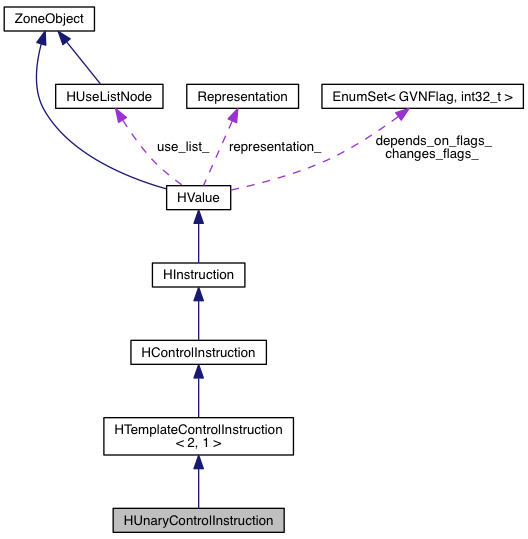 ZoneObject
HUseListNode
Representation
EnumSet< GVNFlag, int32_t >
use_list_
representation_
depends_on_flags_
changes_flags_
HValue
HInstruction
HControlInstruction
HTemplateControlInstruction
< 2, 1 >
HUnaryControlInstruction